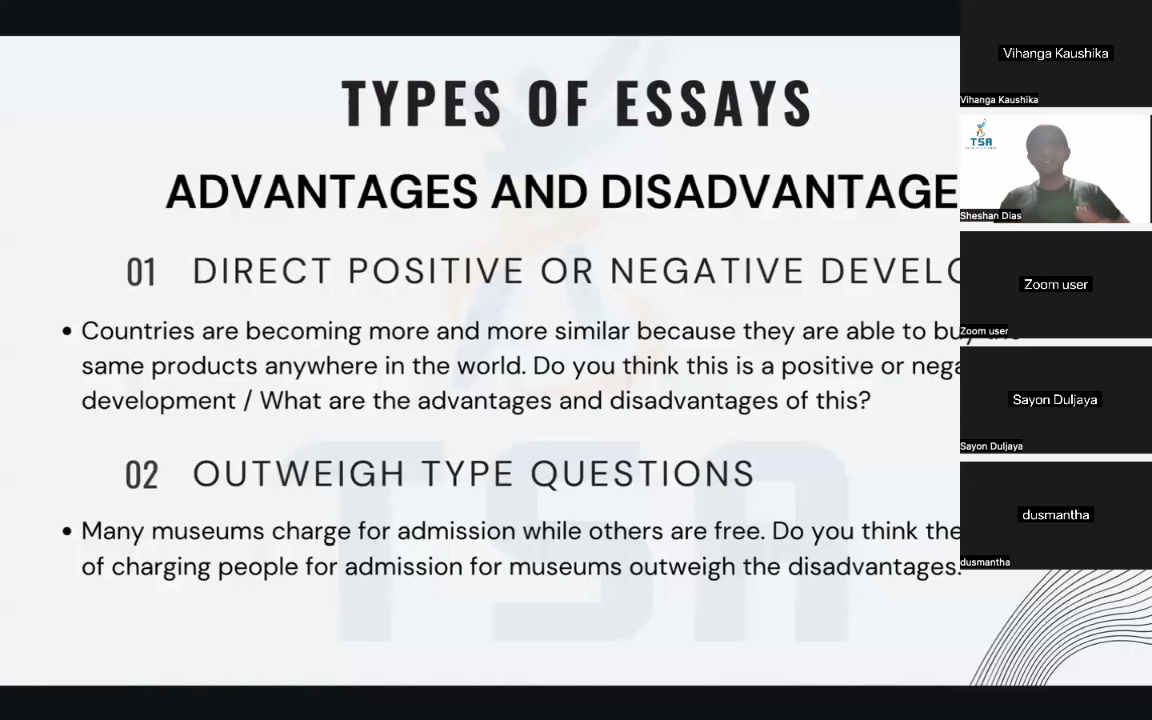 TYPES OF ESSAYS
ADVANTAGES AND DISADVANTAGE
01 DIRECT POSITIVE OR NEGATIVE
• Countries are becoming more and more similar because they are able to buy the
same products anywhere in the world. Do you think this is a positive or
development / What are the advantages and disadvantages of this?
02 OUTWEIGH TYPE QUESTIONS
• Many museums charge for admission while others are free. Do you think the
of charging people for admission for museums outweigh the disadvantages.
TSA
Vihanga Kaushika
Vihanga Kaushika
TSA
Sheshan Dias
Zoom user
Zoom user
Sayon Duljaya
Sayon Duljaya
dusmantha
dusmantha